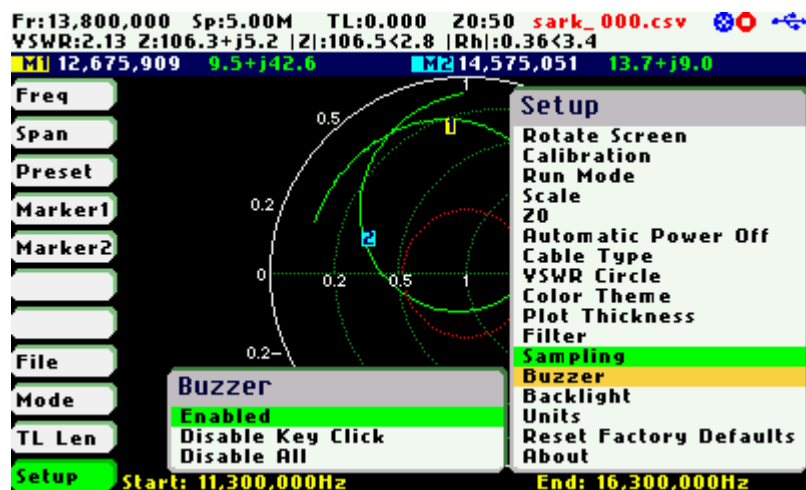 Fr:13,800,000 Sp:5.00M TL:0.000 Z0:50 sark_000.csv
VSWR:2.13 Z:106.3+j5.2 |Z|:106.5<2.8 |Rh|:0.36<3.4
M1 12,675,909 9.5+j42.6 M2 14,575,051 13.7+j9.0
Freq
Span
Preset
Marker1
Marker2
File
Mode
TL Len
Setup
1
0.5
1
0.2
2
0
0.2
0.5
1
0.2
Setup
Rotate Screen
Calibration
Run Mode
Scale
Z0
Automatic Power Off
Cable Type
VSWR Circle
Color Theme
Plot Thickness
Filter
Sampling
Buzzer
Backlight
Units
Reset Factory Defaults
About
Buzzer
Enabled
Disable Key Click
Disable All
Start: 11,300,000Hz End: 16,300,000Hz